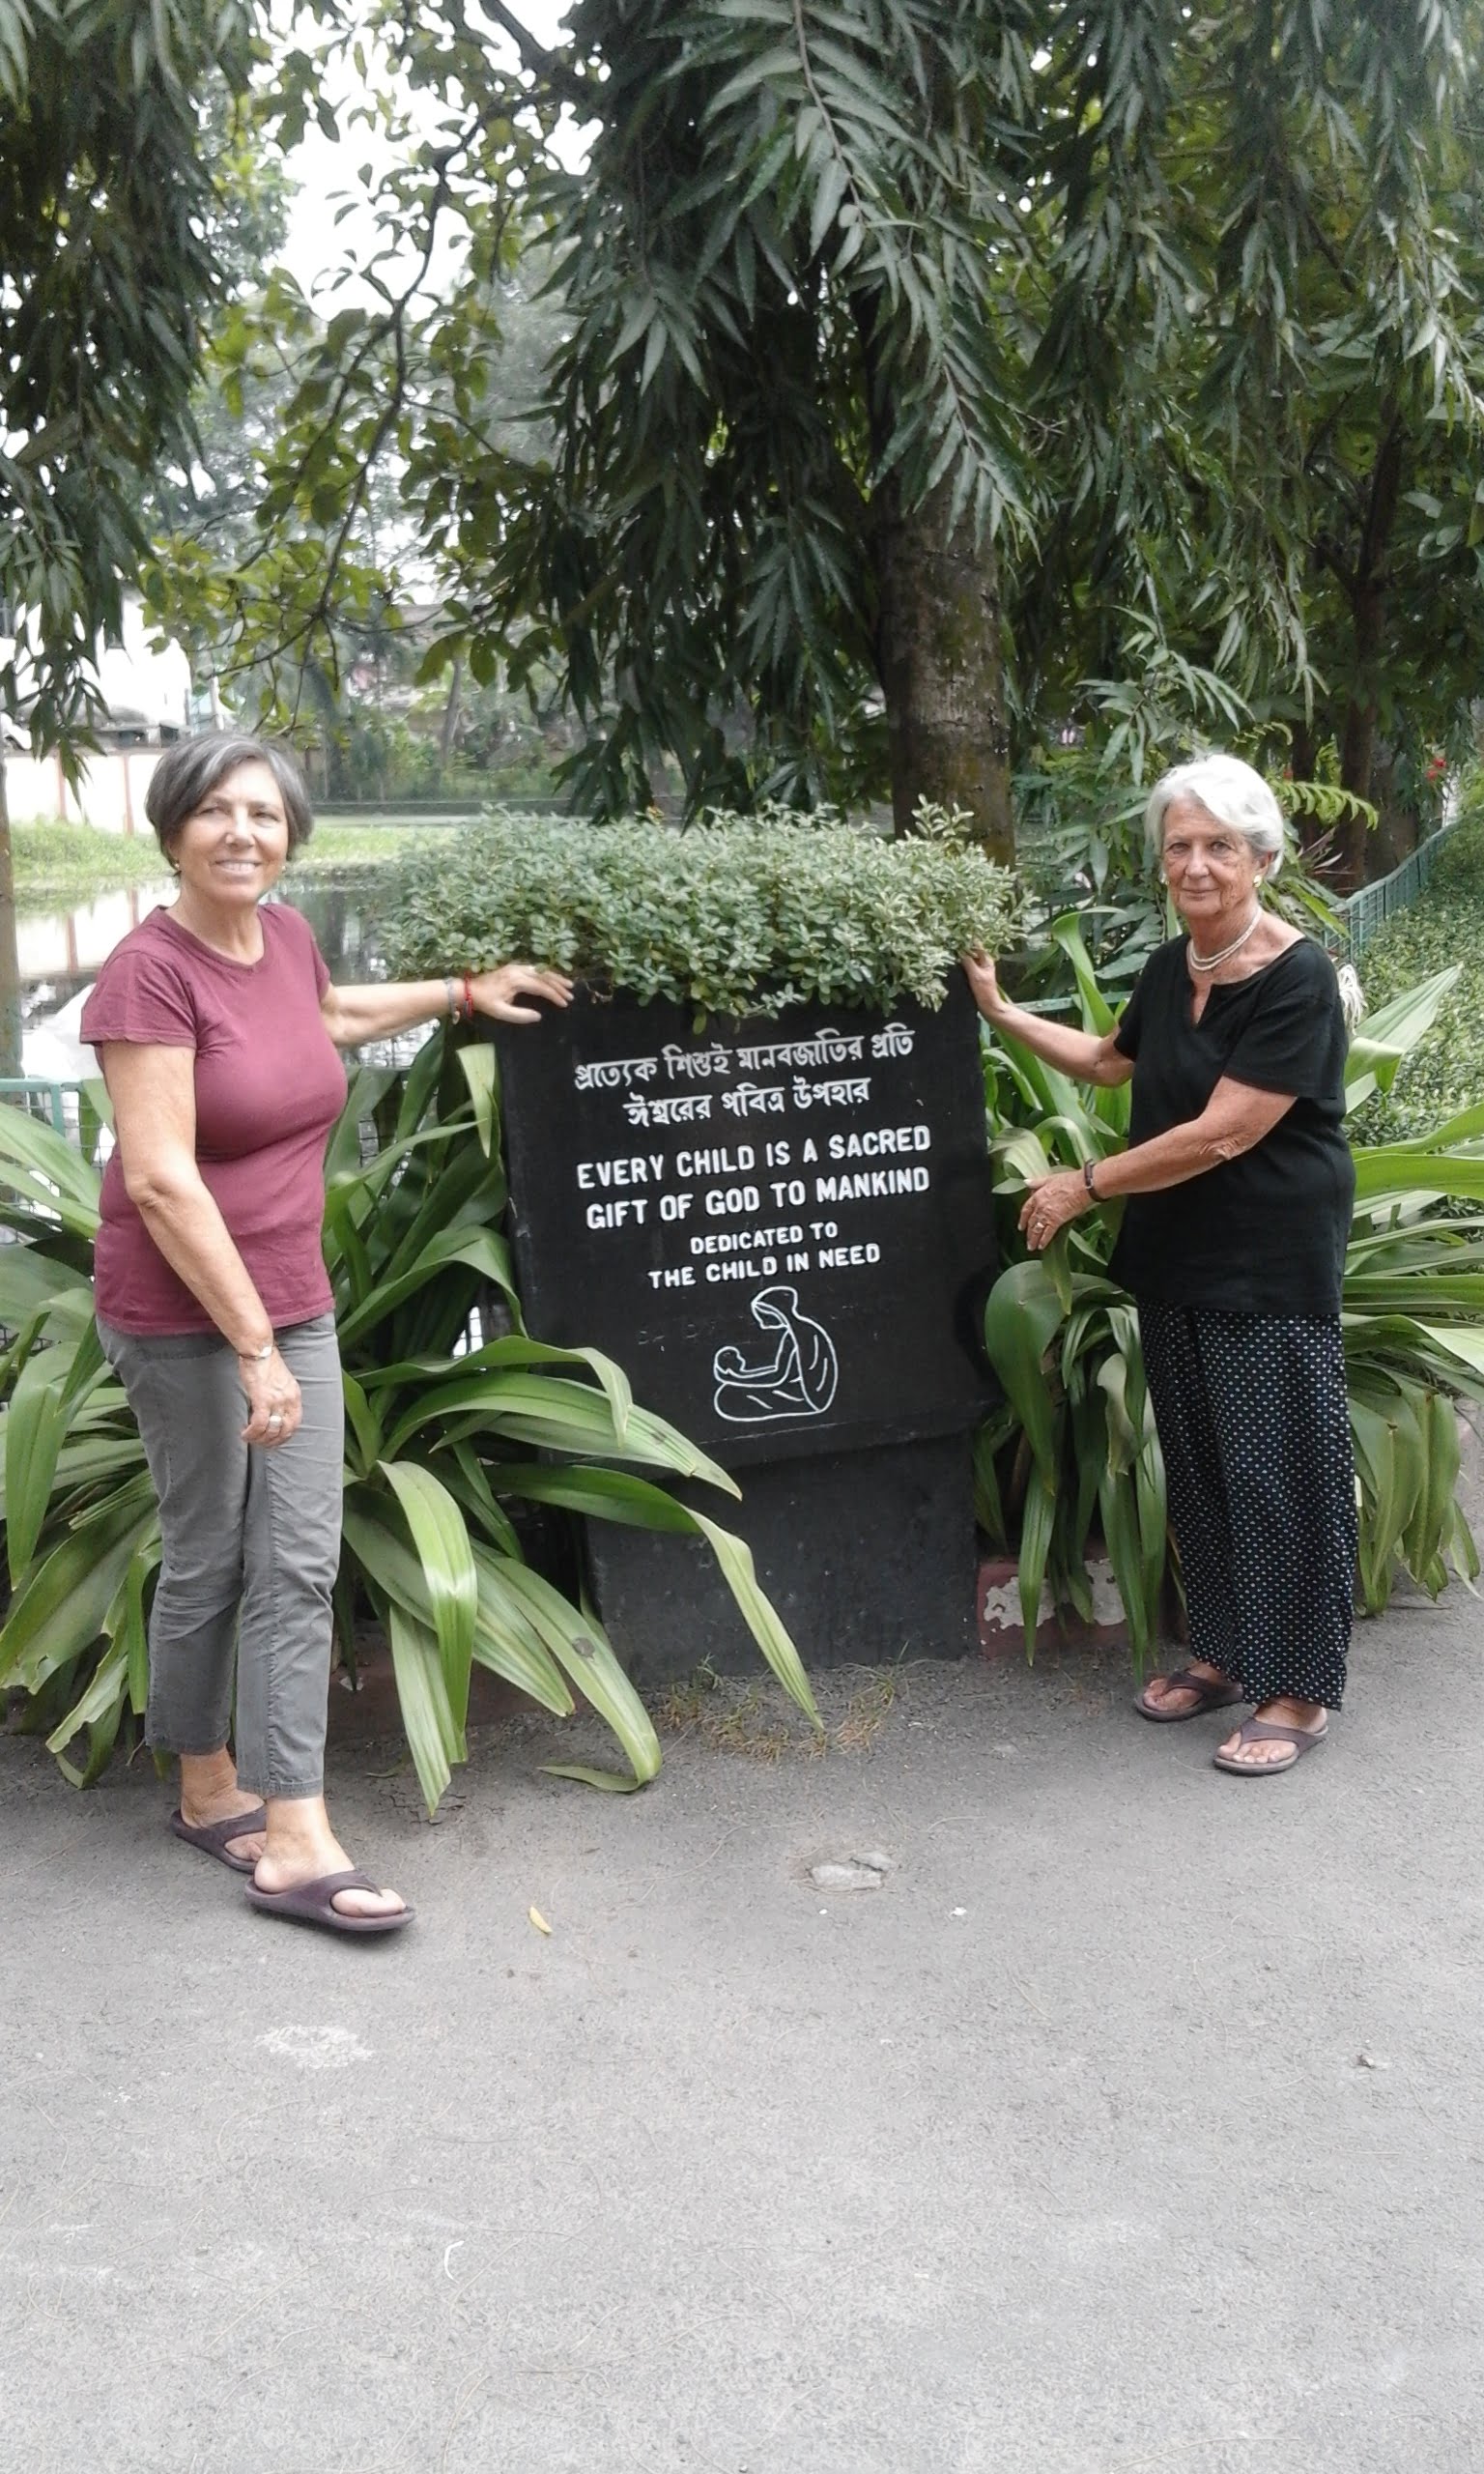 প্রত্যেক শিশুই মানবজাতির প্রতি
ঈশ্বরের পবিত্র উপহার
EVERY CHILD IS A SACRED
GIFT OF GOD TO MANKIND
DEDICATED TO
THE CHILD IN NEED